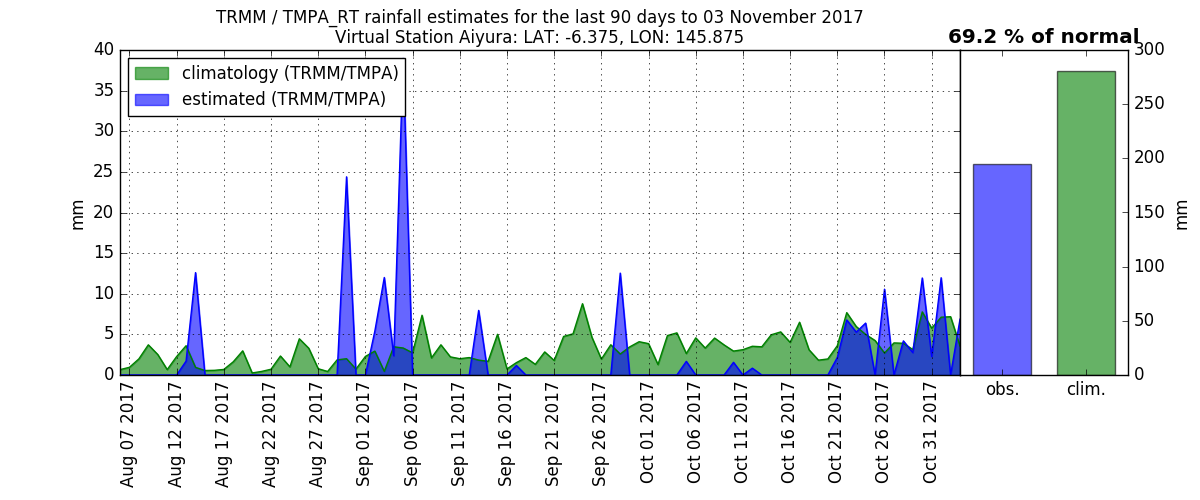 TRMM / TMPA_RT rainfall estimates for the last 90 days to 03 November 2017
Virtual Station Aiyura: LAT: -6.375, LON: 145.875
69.2 % of normal
climatology (TRMM/TMPA)
estimated (TRMM/TMPA)
mm
40
35
30
25
20
15
10
5
0
Aug 07 2017
Aug 12 2017
Aug 17 2017
Aug 22 2017
Aug 27 2017
Sep 01 2017
Sep 06 2017
Sep 11 2017
Sep 16 2017
Sep 21 2017
Sep 26 2017
Oct 01 2017
Oct 06 2017
Oct 11 2017
Oct 16 2017
Oct 21 2017
Oct 26 2017
Oct 31 2017
obs.
clim.
300
250
200
150
100
50
0
mm